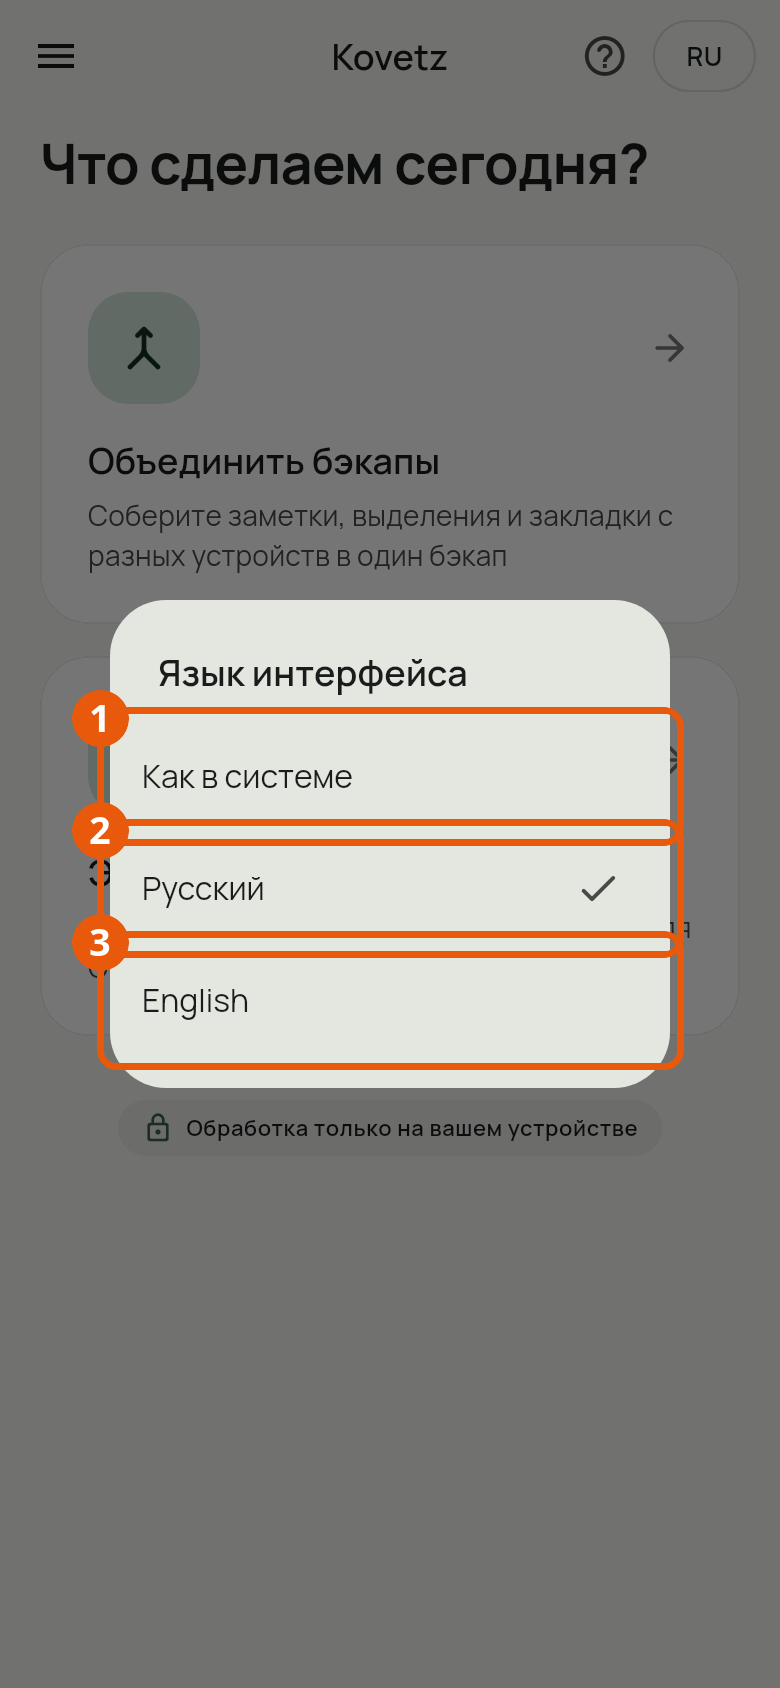 Kovetz
RU
Что сделаем сегодня?
Объединить бэкапы
Соберите заметки, выделения и закладки с
разных устройств в один бэкап
Язык интерфейса
1
Как в системе
2
Русский
3
English
Обработка только на вашем устройстве